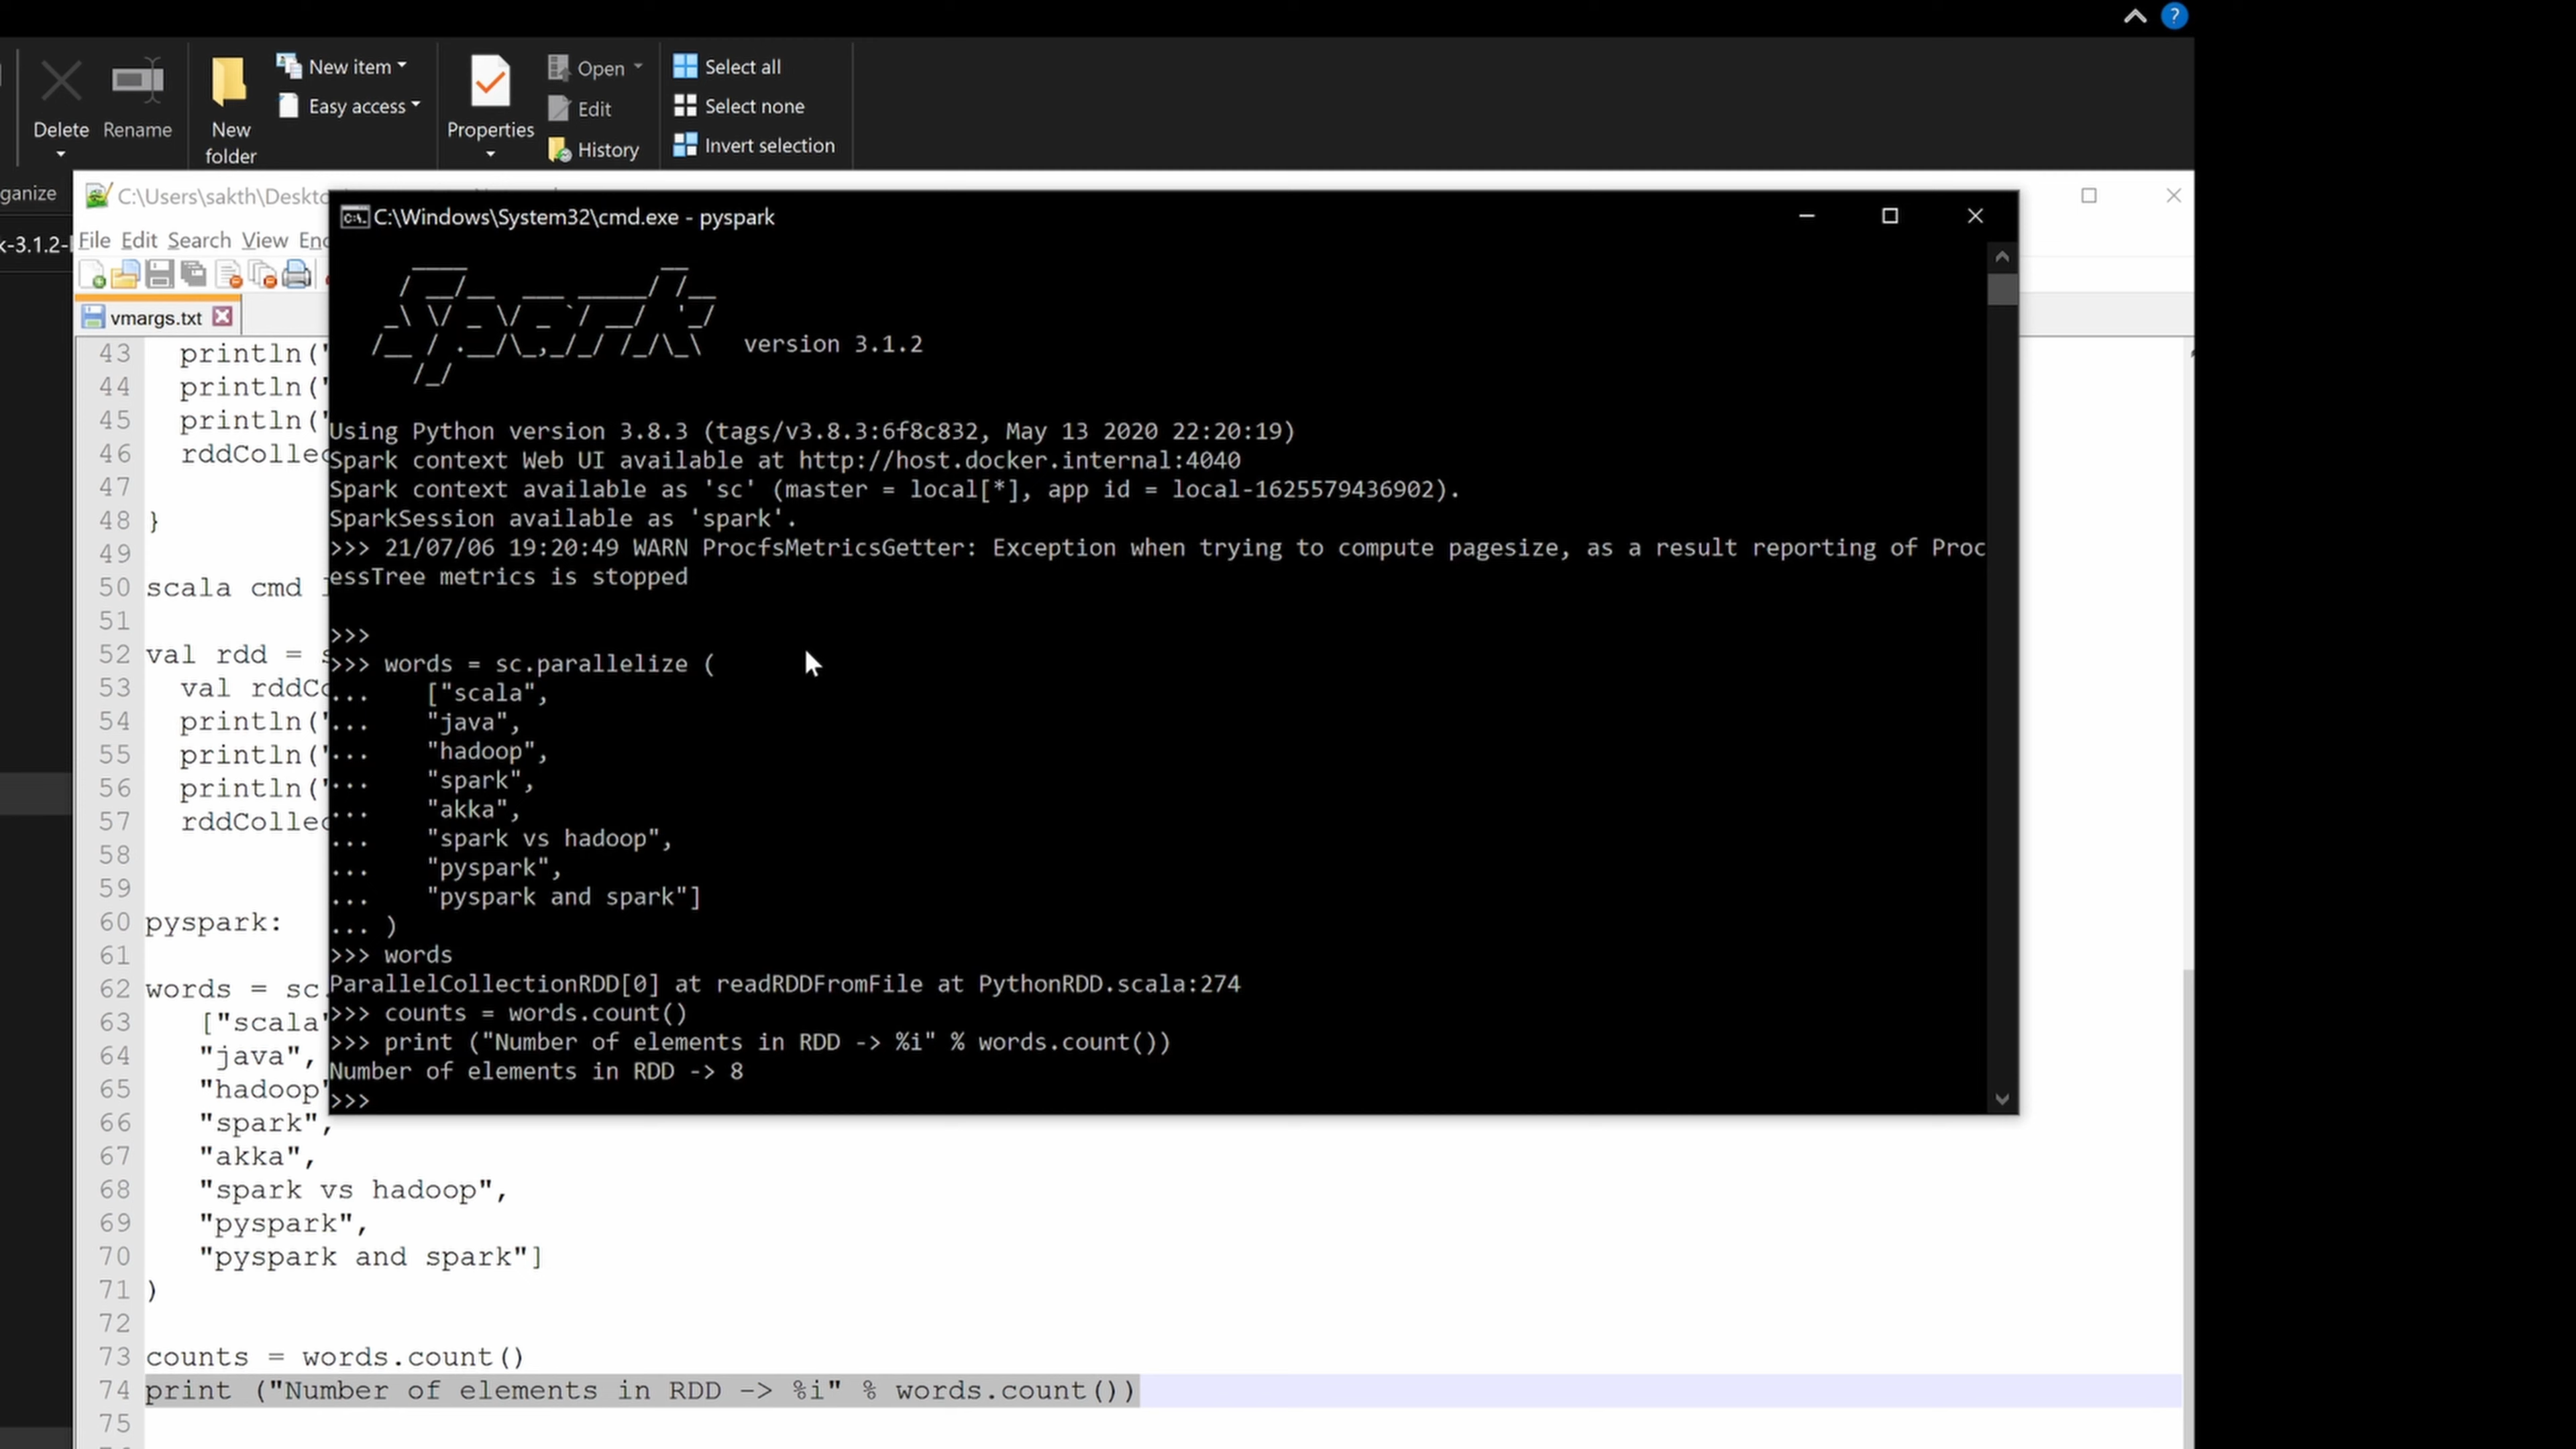 New item
Open
Select all
Easy access
Edit
Select none
Delete
Rename
New
folder
Properties
History
Invert selection
ganize
C:\Users\sakth\Deskto
k-3.1.2-
File Edit Search View Enc
vmargs.txt
43 println("
44 println("
45 println("
46 rddCollec
47
48 }
49
50 scala cmd
51
52 val rdd = s
53 val rddCo
54 println("
55 println("
56 println("
57 rddCollec
58
59
60 pyspark:
61
62 words = sc.
63 ["scala"
64 "java",
65 "hadoop"
66 "spark",
67 "akka",
68 "spark vs hadoop",
69 "pyspark",
70 "pyspark and spark"]
71 )
72
73 counts = words.count()
74 print ("Number of elements in RDD -> %i" % words.count())
75
C:\Windows\System32\cmd.exe - pyspark
version 3.1.2
Using Python version 3.8.3 (tags/v3.8.3:6f8c832, May 13 2020 22:20:19)
Spark context Web UI available at http://host.docker.internal:4040
Spark context available as 'sc' (master = local[*], app id = local-1625579436902).
SparkSession available as 'spark'.
>>> 21/07/06 19:20:49 WARN ProcfsMetricsGetter: Exception when trying to compute pagesize, as a result reporting of Proc
essTree metrics is stopped
>>>
>>> words = sc.parallelize (
... ["scala",
... "java",
... "hadoop",
... "spark",
... "akka",
... "spark vs hadoop",
... "pyspark",
... "pyspark and spark"]
... )
>>> words
ParallelCollectionRDD[0] at readRDDFromFile at PythonRDD.scala:274
>>> counts = words.count()
>>> print ("Number of elements in RDD -> %i" % words.count())
Number of elements in RDD -> 8
>>>